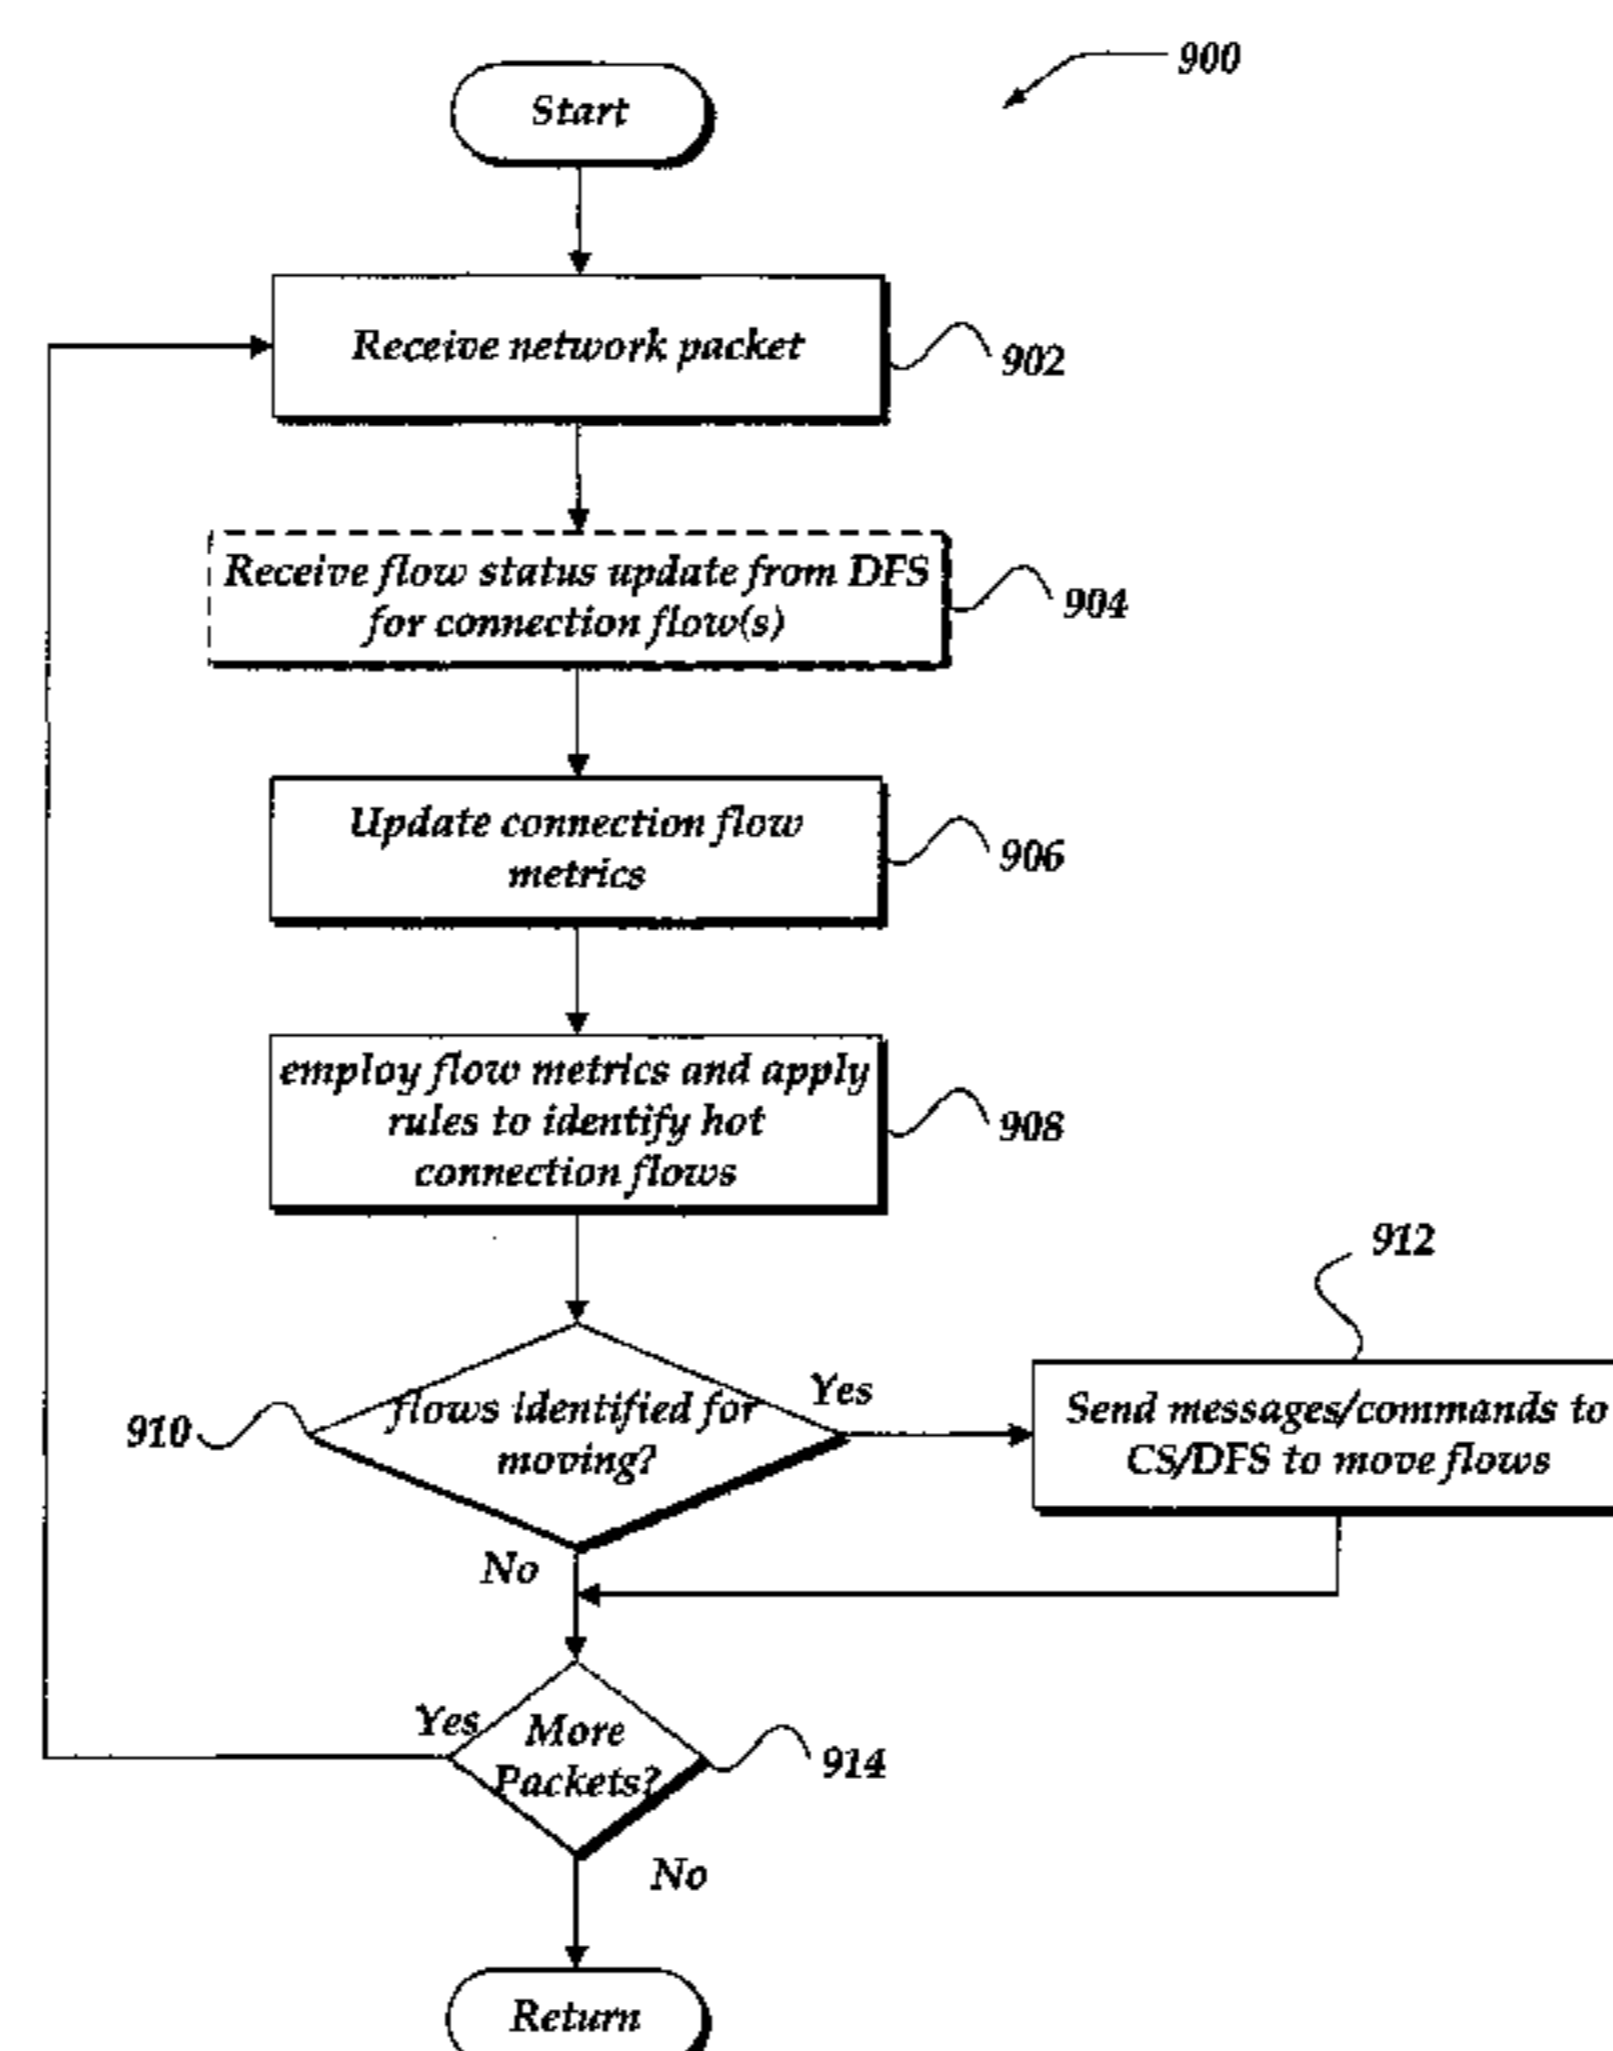 900
Start
Receive network packet
902
Receive flow status update from DFS
for connection flow(s)
904
Update connection flow
metrics
906
employ flow metrics and apply
rules to identify hot
connection flows
908
912
flows identified for
moving?
910
Yes
Send messages/commands to
CS/DFS to move flows
No
Yes
More
Packets?
914
No
Return